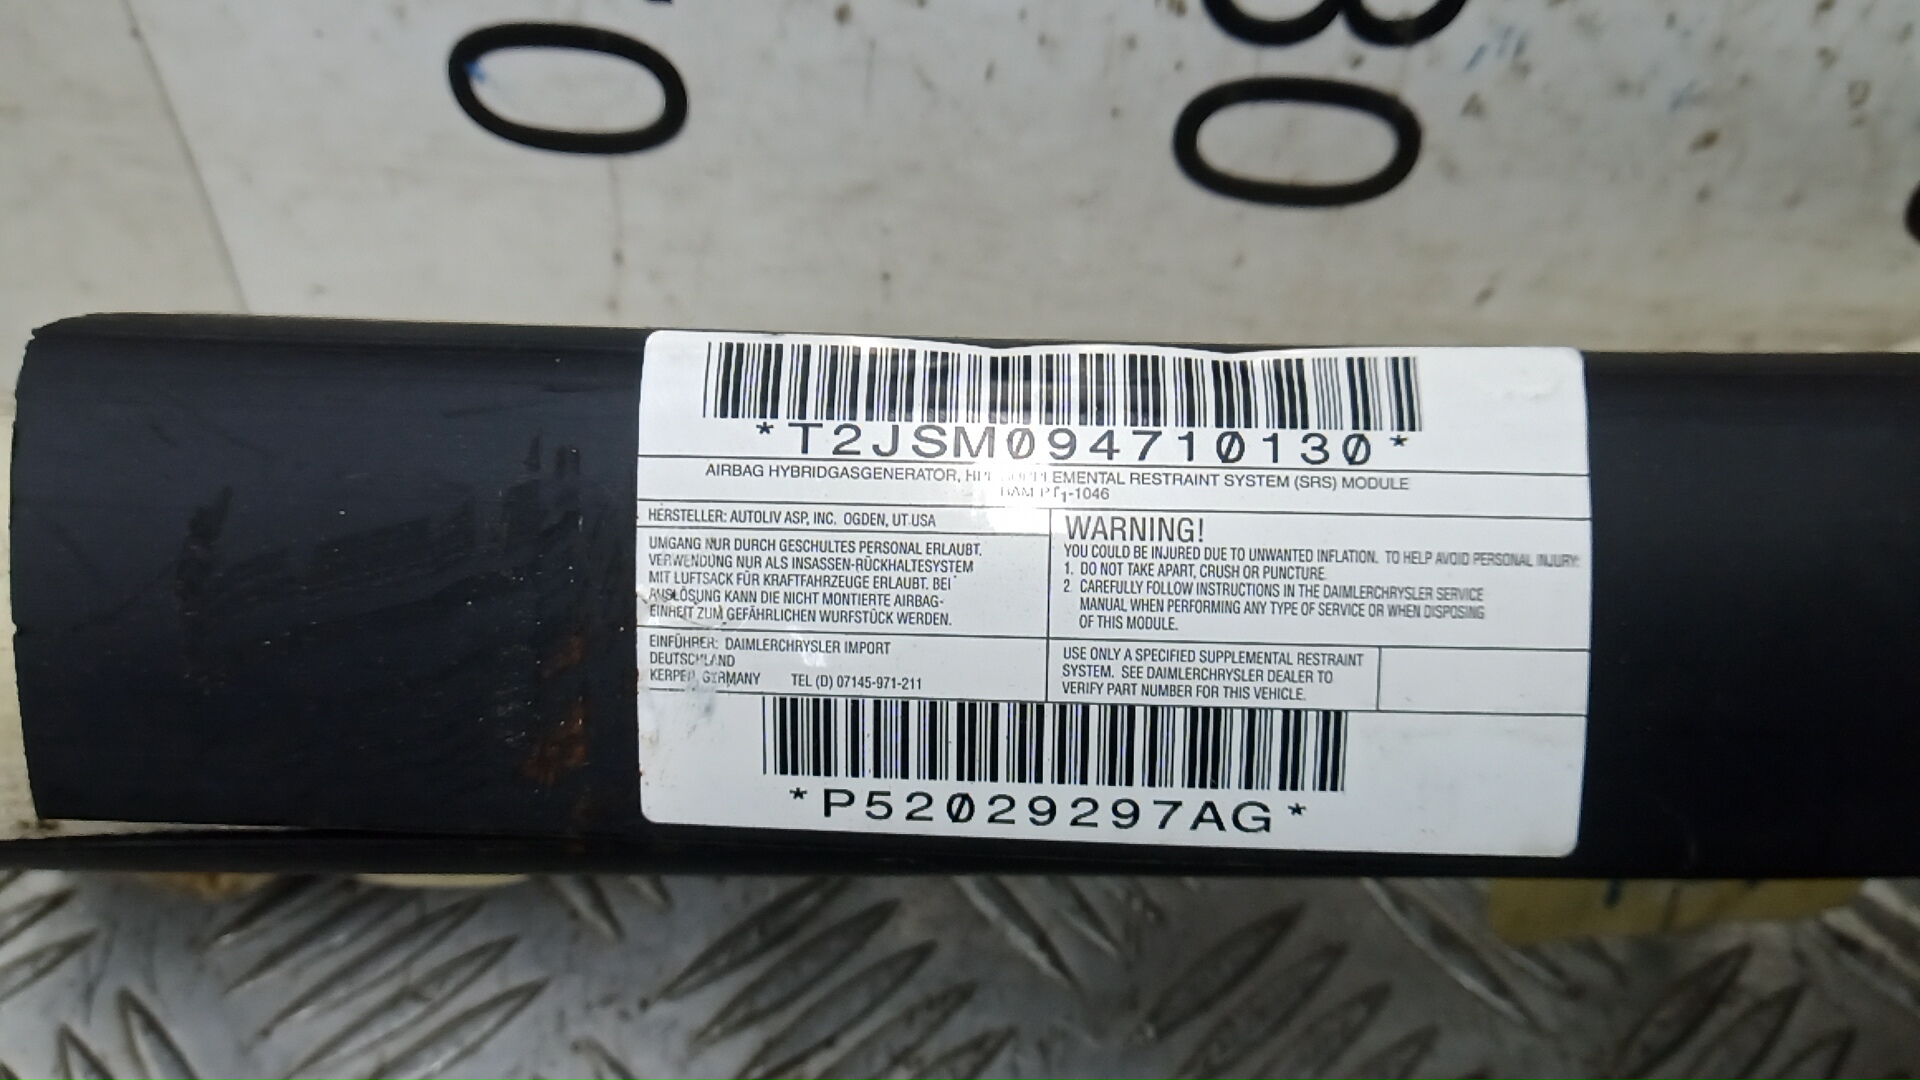 0
30
*T2JSM094710130*
AIRBAG HYBRIDGASGENERATOR, SUPPLEMENTAL RESTRAINT SYSTEM (SRS) MODULE
BAM PT1-1046
HERSTELLER: AUTOLIV ASP, INC. OGDEN, UT USA
UMGANG NUR DURCH GESCHULTES PERSONAL ERLAUBT.
VERWENDUNG NUR ALS INSASSEN-RÜCKHALTESYSTEM
MIT LUFTSACK FÜR KRAFTFAHRZEUGE ERLAUBT. BEI
AUSLÖSUNG KANN DIE NICHT MONTIERTE AIRBAG-
EINHEIT ZUM GEFÄHRLICHEN WURFSTÜCK WERDEN.
EINFÜHRER: DAIMLERCHRYSLER IMPORT
DEUTSCHLAND
KERPEN, GERMANY TEL (D) 07145-971-211
WARNING!
YOU COULD BE INJURED DUE TO UNWANTED INFLATION. TO HELP AVOID PERSONAL INJURY:
1. DO NOT TAKE APART, CRUSH OR PUNCTURE.
2. CAREFULLY FOLLOW INSTRUCTIONS IN THE DAIMLERCHRYSLER SERVICE
MANUAL WHEN PERFORMING ANY TYPE OF SERVICE OR WHEN DISPOSING
OF THIS MODULE.
USE ONLY A SPECIFIED SUPPLEMENTAL RESTRAINT
SYSTEM. SEE DAIMLERCHRYSLER DEALER TO
VERIFY PART NUMBER FOR THIS VEHICLE.
*P52029297AG*